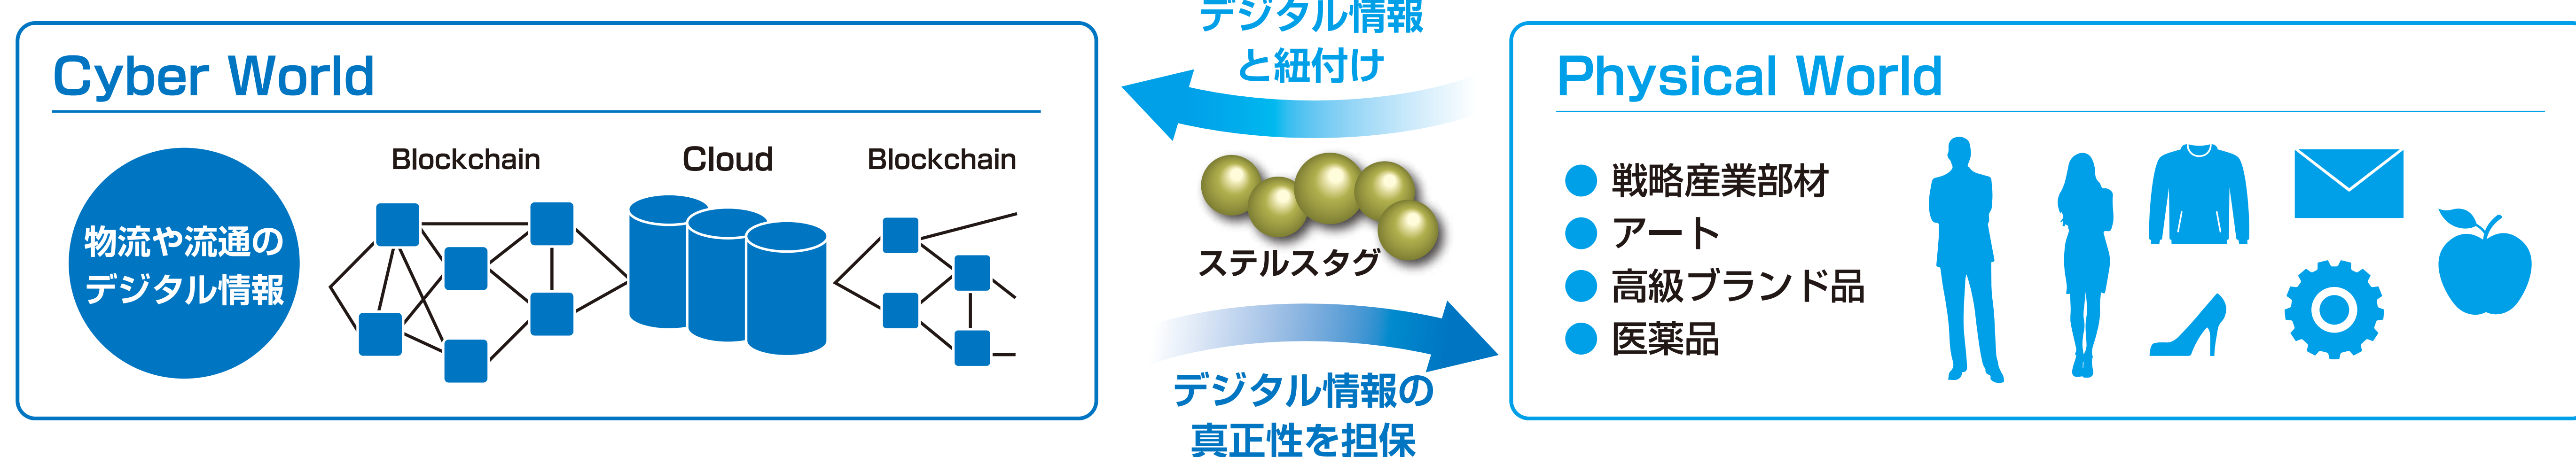 Cyber World
物流や流通の
デジタル情報
Blockchain
Cloud
Blockchain
デジタル情報
と紐付け
ステルスタグ
デジタル情報の
真正性を担保
Physical World
戦略産業部材
アート
高級ブランド品
医薬品